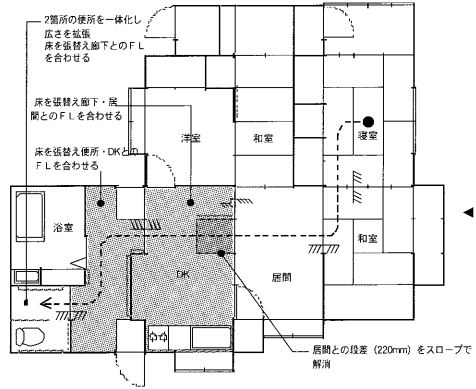 2箇所の便所を一体化し
広さを拡張
床を張替え廊下とのＦＬ
を合わせる
床を張替え廊下・居
間とのＦＬを合わせる
床を張替え便所・DKとの
ＦＬを合わせる
洋室
和室
寝室
浴室
和室
DK
居間
居間との段差（220mm）をスロープで
解消